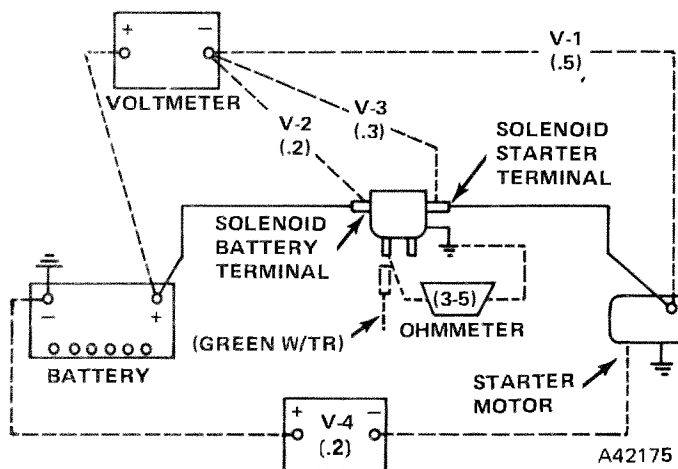 + −
VOLTMETER
V-1
(.5)
V-2
(.2)
V-3
(.3)
SOLENOID
STARTER
TERMINAL
SOLENOID
BATTERY
TERMINAL
− +
BATTERY
(GREEN W/TR)
(3-5)
OHMMETER
STARTER
MOTOR
+ V-4 −
(.2)
A42175